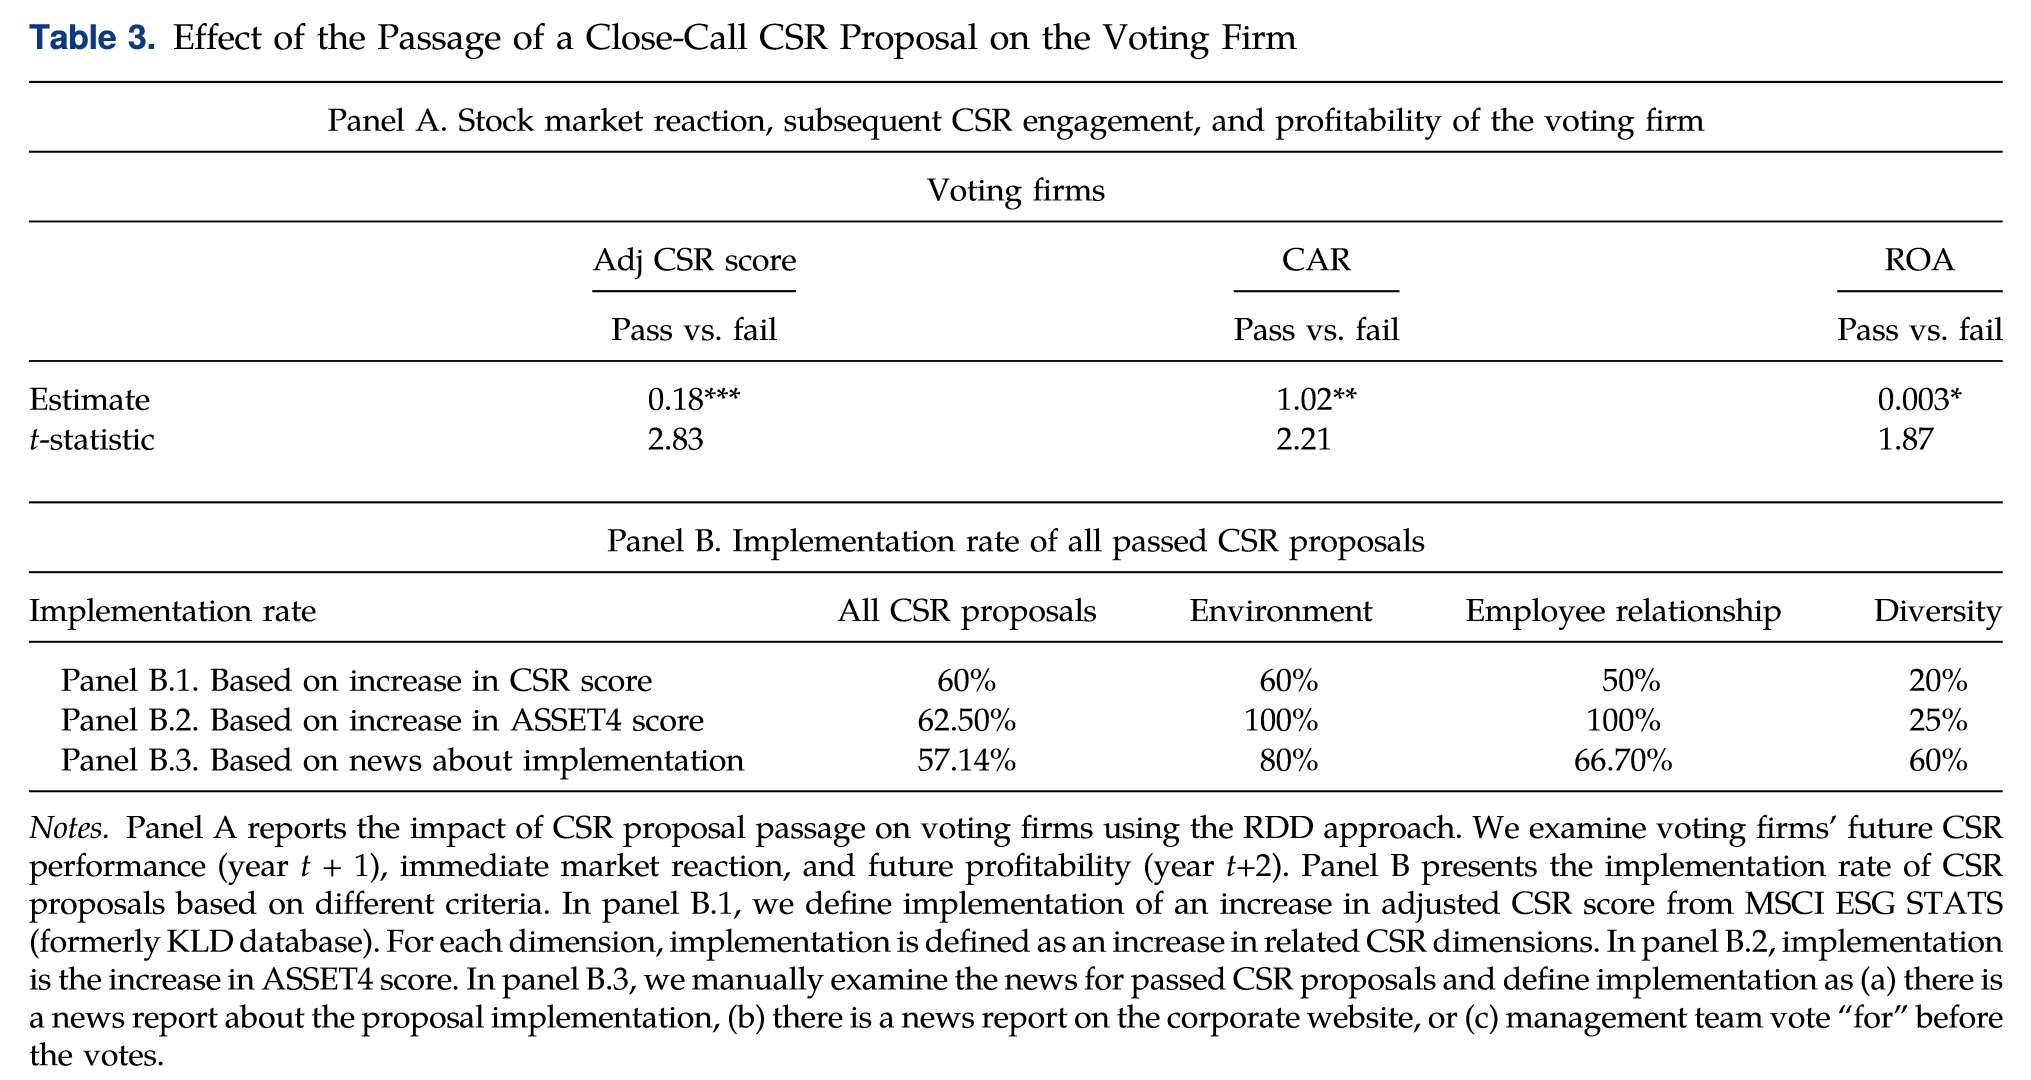 Table 3. Effect of the Passage of a Close-Call CSR Proposal on the Voting Firm
Panel A. Stock market reaction, subsequent CSR engagement, and profitability of the voting firm
Voting firms
Adj CSR score CAR ROA
Pass vs. fail Pass vs. fail Pass vs. fail
Estimate 0.18*** 1.02** 0.003*
t-statistic 2.83 2.21 1.87
Panel B. Implementation rate of all passed CSR proposals
Implementation rate All CSR proposals Environment Employee relationship Diversity
Panel B.1. Based on increase in CSR score 60% 60% 50% 20%
Panel B.2. Based on increase in ASSET4 score 62.50% 100% 100% 25%
Panel B.3. Based on news about implementation 57.14% 80% 66.70% 60%
Notes. Panel A reports the impact of CSR proposal passage on voting firms using the RDD approach. We examine voting firms’ future CSR
performance (year t + 1), immediate market reaction, and future profitability (year t+2). Panel B presents the implementation rate of CSR
proposals based on different criteria. In panel B.1, we define implementation of an increase in adjusted CSR score from MSCI ESG STATS
(formerly KLD database). For each dimension, implementation is defined as an increase in related CSR dimensions. In panel B.2, implementation
is the increase in ASSET4 score. In panel B.3, we manually examine the news for passed CSR proposals and define implementation as (a) there is
a news report about the proposal implementation, (b) there is a news report on the corporate website, or (c) management team vote “for” before
the votes.